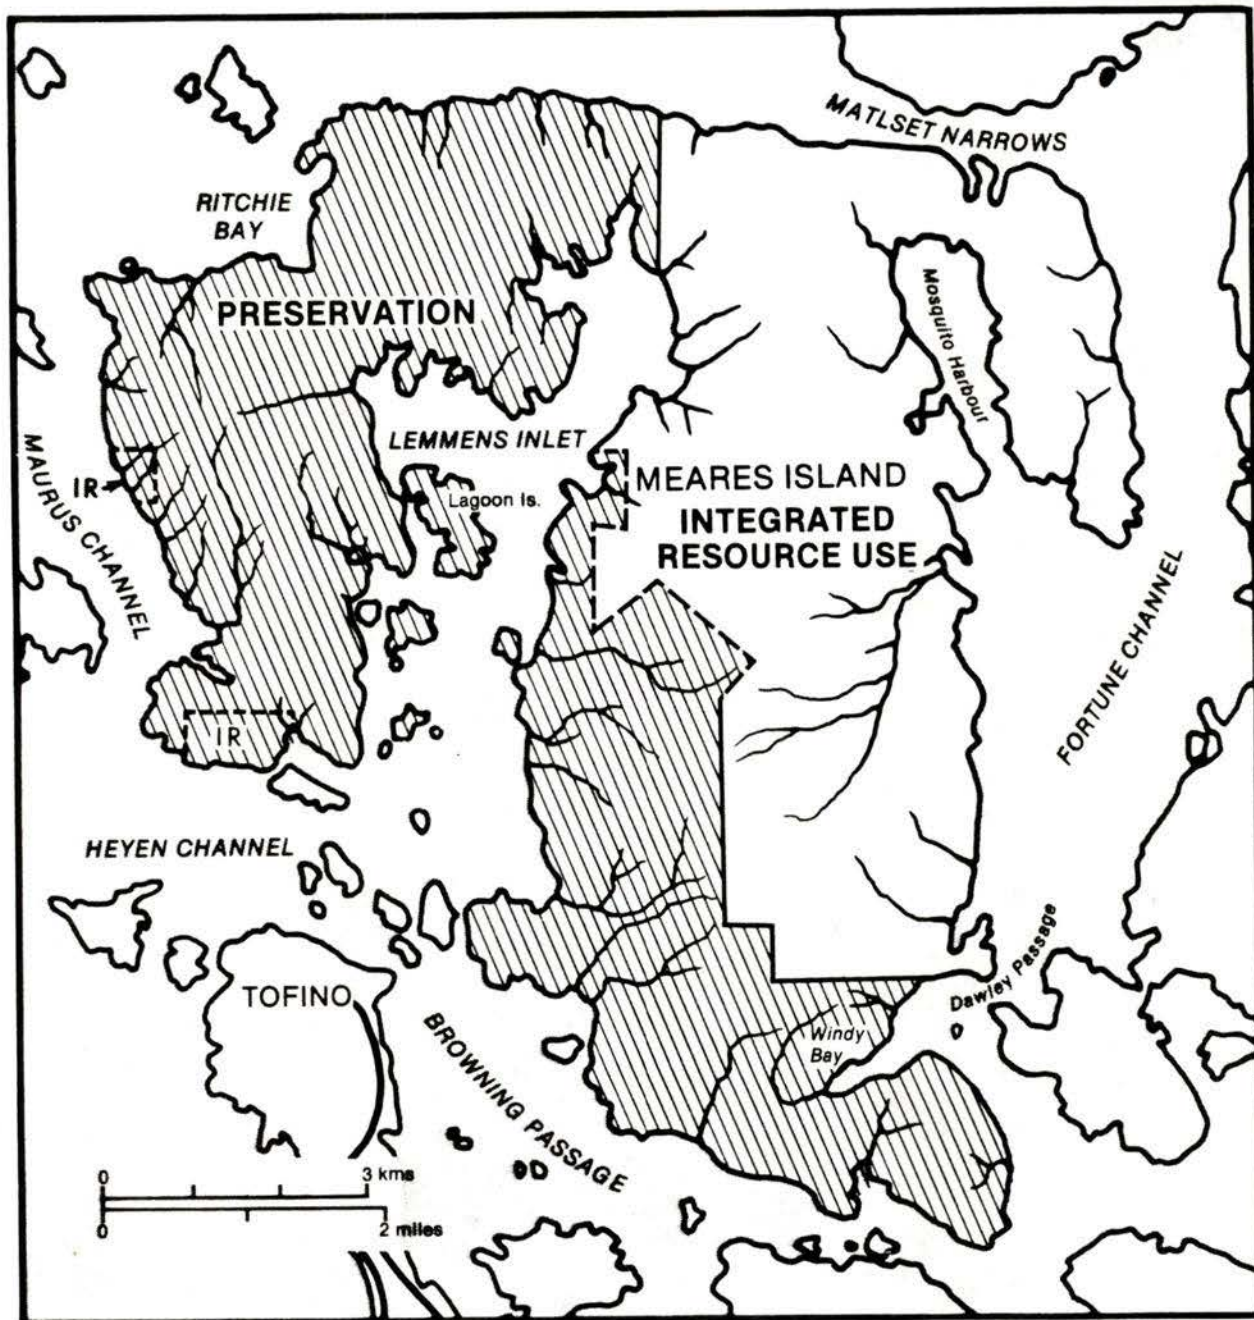 MATLSET NARROWS
RITCHIE
BAY
PRESERVATION
Mosquito Harbour
LEMMENS INLET
MAURUS CHANNEL
IR
Lagoon Is.
MEARES ISLAND
INTEGRATED
RESOURCE USE
FORTUNE CHANNEL
IR
HEYEN CHANNEL
TOFINO
BROWNING PASSAGE
Dawley Passage
Windy
Bay
0 3 kms
0 2 miles